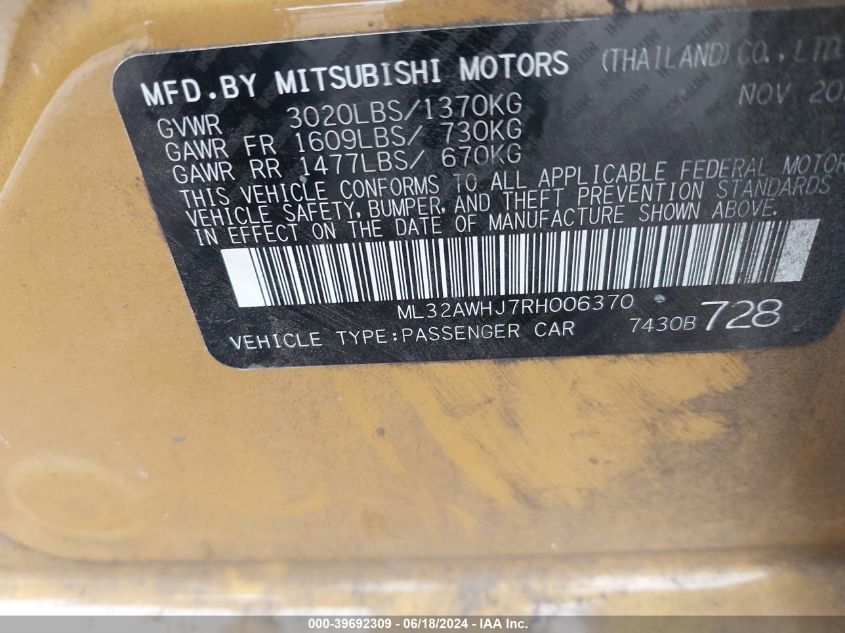 MFD.BY MITSUBISHI MOTORS (THAILAND) CO., LTD.
NOV 20
GVWR 3020LBS/1370KG
GAWR FR 1609LBS/ 730KG
GAWR RR 1477LBS/ 670KG
THIS VEHICLE CONFORMS TO ALL APPLICABLE FEDERAL MOTOR
VEHICLE SAFETY, BUMPER, AND THEFT PREVENTION STANDARDS
IN EFFECT ON THE DATE OF MANUFACTURE SHOWN ABOVE.
ML32AWHJ7RH006370
VEHICLE TYPE:PASSENGER CAR 7430B 728
000-39692309 - 06/18/2024 - IAA Inc.